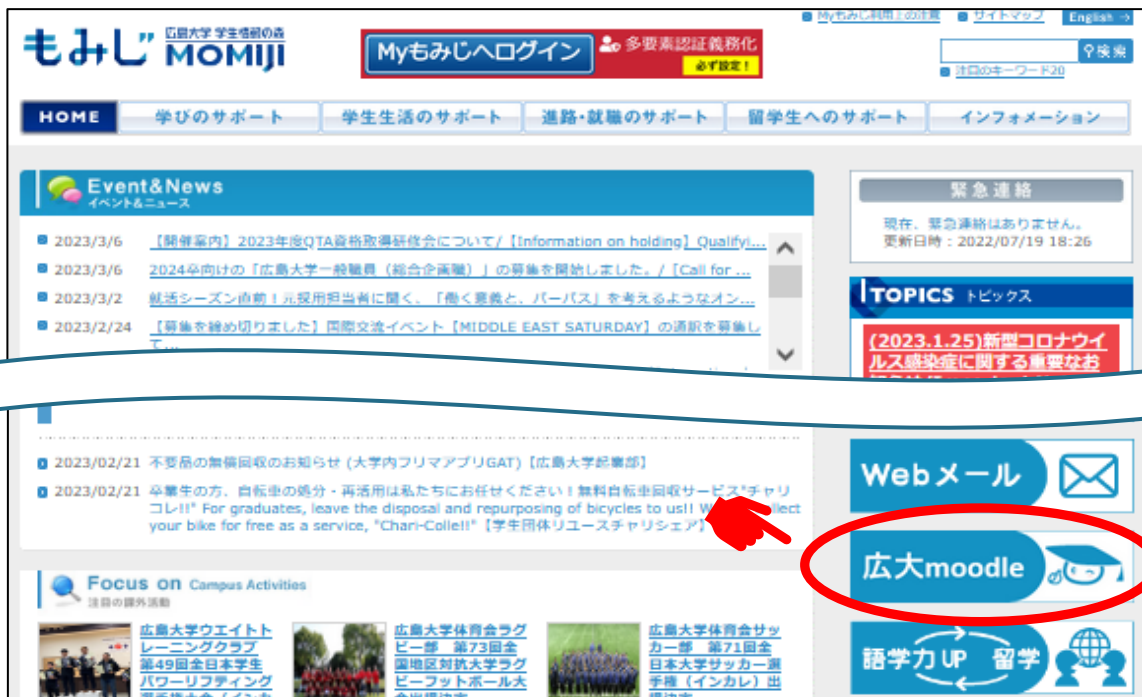 Myもみじ利用上の注意
サイトマップ
English →
もみじ
広島大学 学生情報の森
MOMIJI
Myもみじへログイン
多要素認証義務化
必ず設定！
検索
注目のキーワード20
HOME
学びのサポート
学生生活のサポート
進路・就職のサポート
留学生へのサポート
インフォメーション
Event&News
イベント&ニュース
2023/3/6 【開催案内】2023年度QTA資格取得研修会について/【Information on holding】Qualifyi...
2023/3/6 2024卒向けの「広島大学一般職員（総合企画職）」の募集を開始しました。/［Call for ...
2023/3/2 就活シーズン直前！元採用担当者に聞く、「働く意義と、パーパス」を考えるようなオン...
2023/2/24 【募集を締め切りました】国際交流イベント【MIDDLE EAST SATURDAY】の通訳を募集し
て...
緊急連絡
現在、緊急連絡はありません。
更新日時：2022/07/19 18:26
TOPICS トピックス
(2023.1.25)新型コロナウイ
ルス感染症に関する重要なお
2023/02/21 不要品の無償回収のお知らせ (大学内フリマアプリGAT)【広島大学起業部】
2023/02/21 卒業生の方、自転車の処分・再活用は私たちにお任せください！無料自転車回収サービス"チャリ
コレ!!" For graduates, leave the disposal and repurposing of bicycles to us!!
your bike for free as a service, "Chari-Colle!!"【学生団体リユースチャリシェア】
Webメール
広大moodle
語学力UP 留学
Focus on Campus Activities
注目の課外活動
広島大学ウエイトト
レーニングクラブ
第49回全日本学生
パワーリフティング
広島大学体育会ラグ
ビー部 第73回全
国地区対抗大学ラグ
ビーフットボール大
広島大学体育会サッ
カー部 第71回全
日本大学サッカー選
手権（インカレ）出